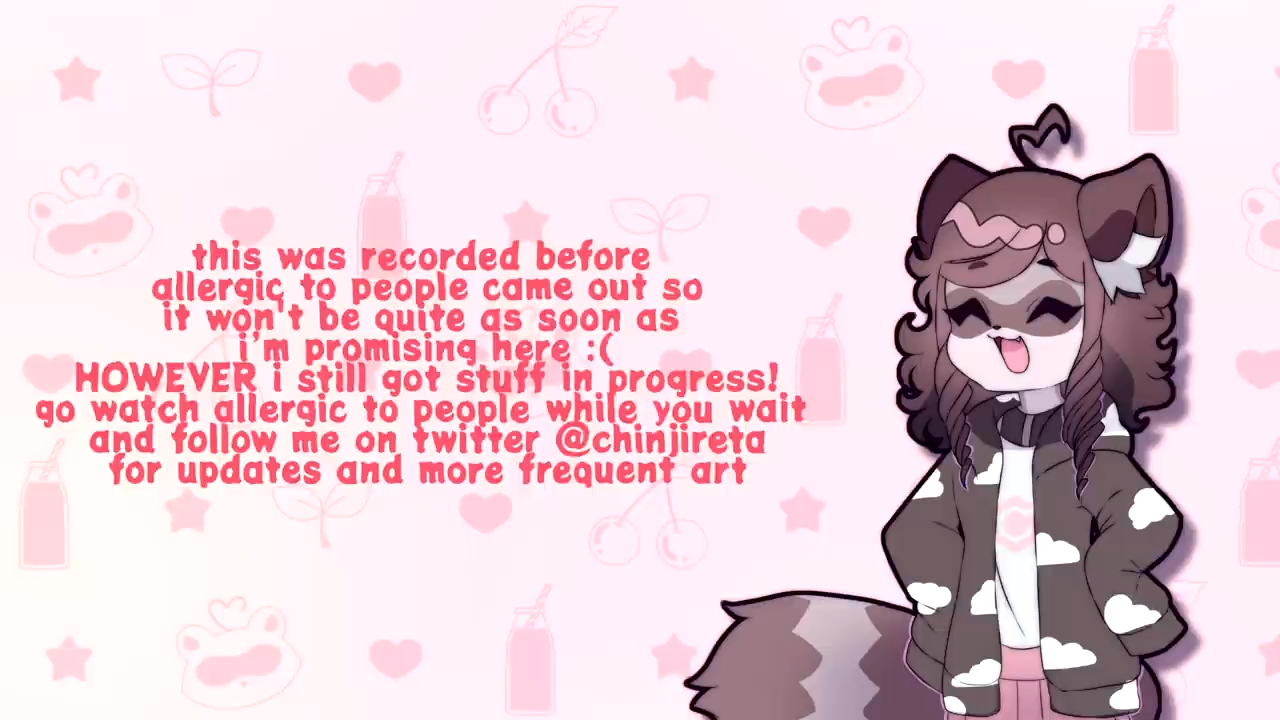 this was recorded before
allergic to people came out so
it won't be quite as soon as
i'm promising here :(
HOWEVER i still got stuff in progress!
go watch allergic to people while you wait
and follow me on twitter @chinjireta
for updates and more frequent art